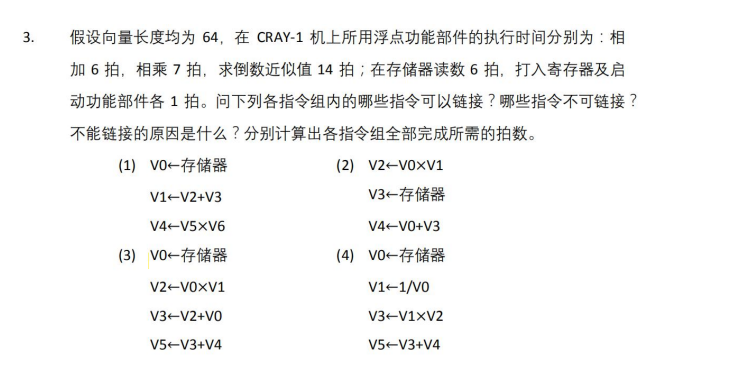 3. 假设向量长度均为 64，在 CRAY-1 机上所用浮点功能部件的执行时间分别为：相
加 6 拍，相乘 7 拍，求倒数近似值 14 拍；在存储器读数 6 拍，打入寄存器及启
动功能部件各 1 拍。问下列各指令组内的哪些指令可以链接？哪些指令不可链接？
不能链接的原因是什么？分别计算出各指令组全部完成所需的拍数。
(1) V0←存储器 (2) V2←V0×V1
V1←V2+V3 V3←存储器
V4←V5×V6 V4←V0+V3
(3) V0←存储器 (4) V0←存储器
V2←V0×V1 V1←1/V0
V3←V2+V0 V3←V1×V2
V5←V3+V4 V5←V3+V4